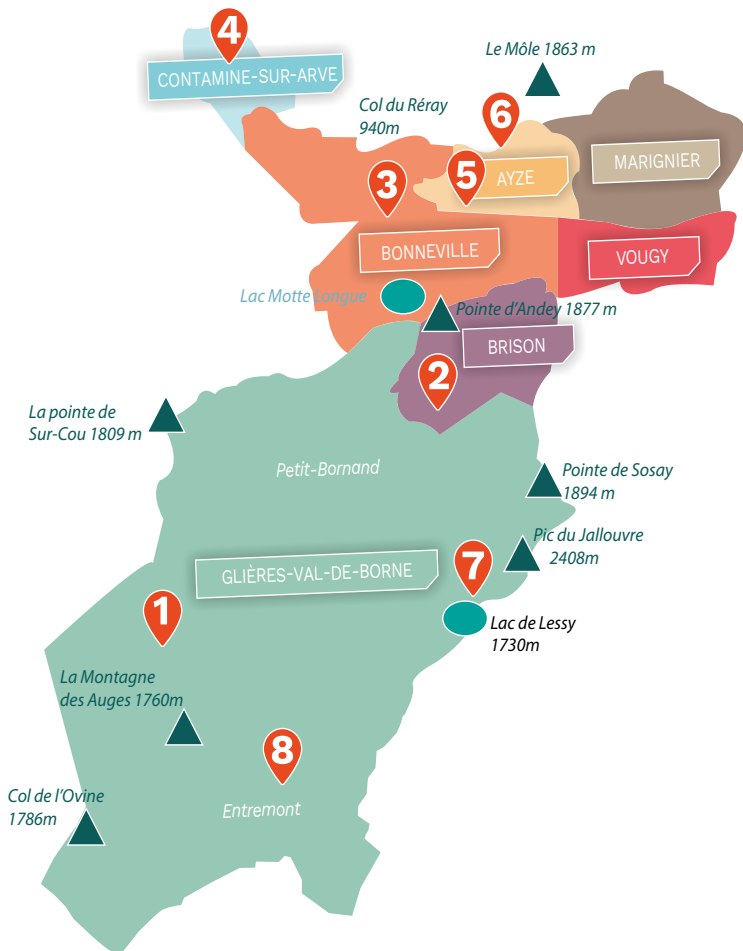 4
CONTAMINE-SUR-ARVE
Le Môle 1863 m
Col du Réray
940m
6
MARIGNIER
3
5
AYZE
BONNEVILLE
VOUGY
Lac Motte Longue
Pointe d'Andey 1877 m
BRISON
2
La pointe de
Sur-Cou 1809 m
Petit-Bornand
Pointe de Sosay
1894 m
Pic du Jallouvre
2408m
7
GLIÈRES-VAL-DE-BORNE
1
Lac de Lessy
1730m
La Montagne
des Auges 1760m
8
Col de l'Ovine
1786m
Entremont